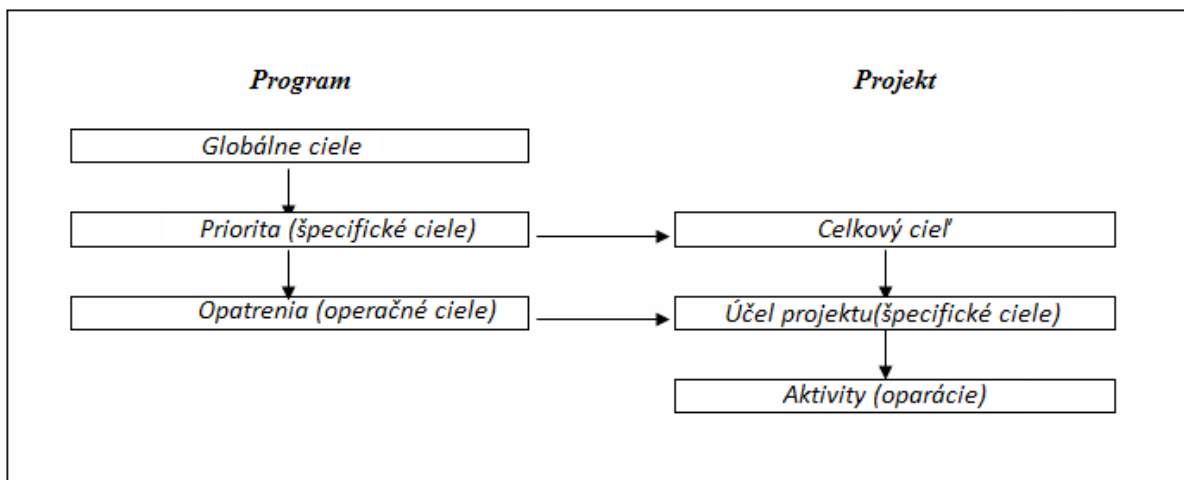 Program
Projekt
Globálne ciele
Priorita (špecifické ciele)
Celkový cieľ
Opatrenia (operačné ciele)
Účel projektu(špecifické ciele)
Aktivity (oparácie)